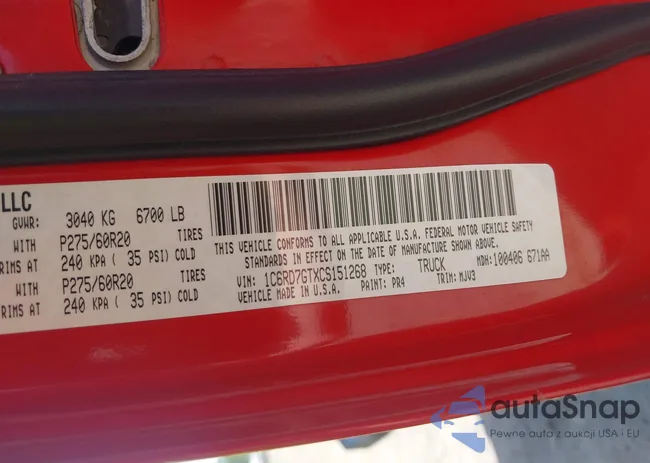 LLC
GVWR: 3040 KG 6700 LB
WITH P275/60R20 TIRES
RIMS AT 240 KPA ( 35 PSI) COLD
WITH P275/60R20 TIRES
RIMS AT 240 KPA ( 35 PSI) COLD
THIS VEHICLE CONFORMS TO ALL APPLICABLE U.S.A. FEDERAL MOTOR VEHICLE SAFETY
STANDARDS IN EFFECT ON THE DATE OF MANUFACTURE SHOWN ABOVE
VIN: 1C6RD7GTXCS151268 TYPE: TRUCK MDH: 100406 671AA
VEHICLE MADE IN U.S.A. PAINT: PR4 TRIM: MJV3
autaSnap
Pewne auta z aukcji USA i EU